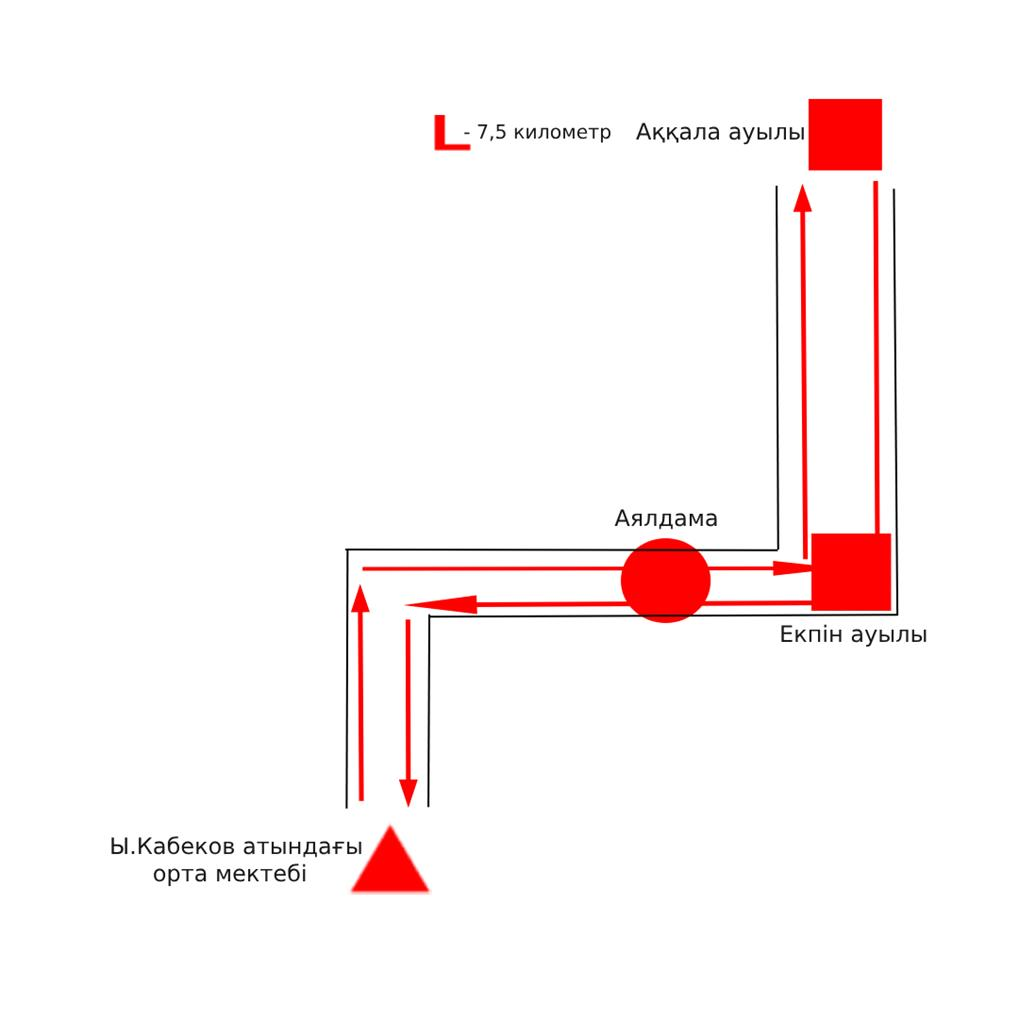 L - 7,5 километр Аққала ауылы
Аялдама
Екпін ауылы
Ы.Кабеков атындағы
орта мектебі